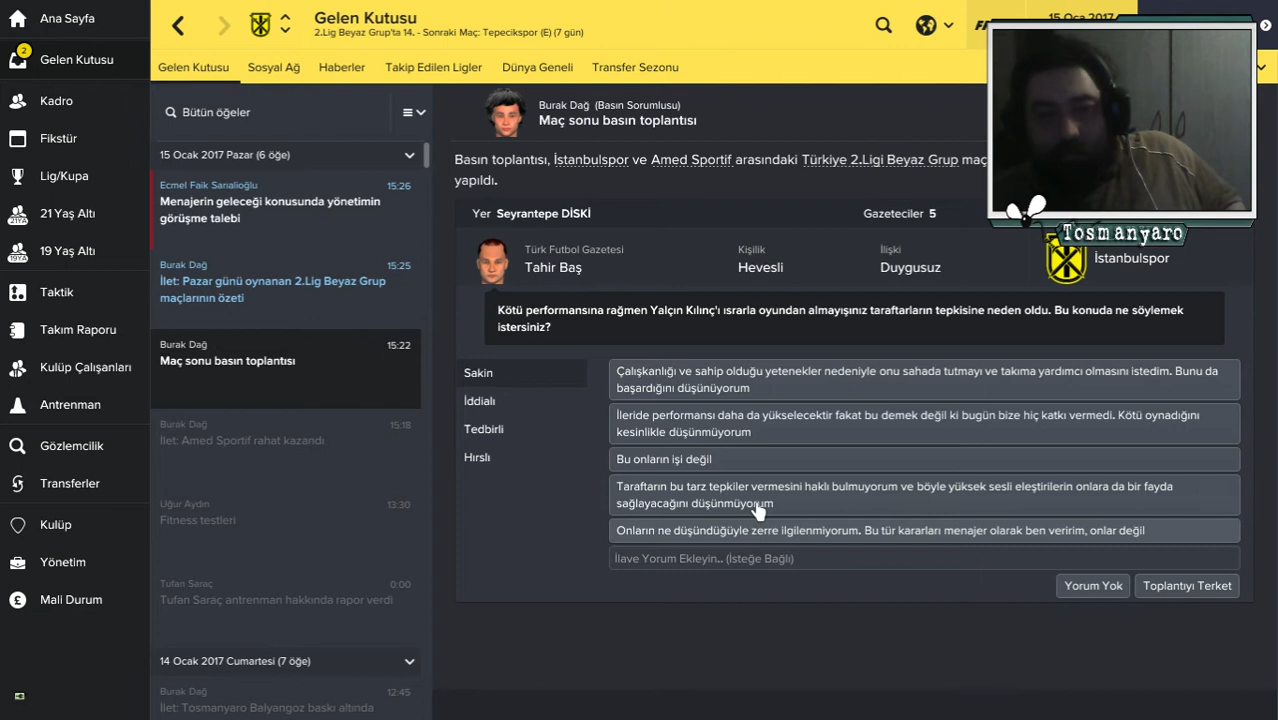 Ana Sayfa
2
Gelen Kutusu
Kadro
Fikstür
Lig/Kupa
21 Yaş Altı
19 Yaş Altı
Taktik
Takım Raporu
Kulüp Çalışanları
Antrenman
Gözlemcilik
Transferler
Kulüp
Yönetim
Mali Durum
Gelen Kutusu
2.Lig Beyaz Grup'ta 14. - Sonraki Maç: Tepecikspor (E) (7 gün)
15 Oca 2017
Gelen Kutusu
Sosyal Ağ
Haberler
Takip Edilen Ligler
Dünya Geneli
Transfer Sezonu
Bütün öğeler
15 Ocak 2017 Pazar (6 öğe)
Ecmel Faik Sarıalioğlu 15:26
Menajerin geleceği konusunda yönetimin
görüşme talebi
Burak Dağ 15:25
İlet: Pazar günü oynanan 2.Lig Beyaz Grup
maçlarının özeti
Burak Dağ 15:22
Maç sonu basın toplantısı
Burak Dağ 15:18
İlet: Amed Sportif rahat kazandı
Uğur Aydın 13:30
Fitness testleri
Tufan Saraç 0:00
Tufan Saraç antrenman hakkında rapor verdi
14 Ocak 2017 Cumartesi (7 öğe)
Burak Dağ 12:45
İlet: Tosmanyaro Balyangoz baskı altında
Burak Dağ (Basın Sorumlusu)
Maç sonu basın toplantısı
Basın toplantısı, İstanbulspor ve Amed Sportif arasındaki Türkiye 2.Ligi Beyaz Grup
yapıldı.
Yer Seyrantepe DİSKİ
Gazeteciler 5
Türk Futbol Gazetesi
Tahir Baş
Kişilik
Hevesli
İlişki
Duygusuz
Tosmanyaro
İstanbulspor
Kötü performansına rağmen Yalçın Kılınç'ı ısrarla oyundan almayışınız taraftarların tepkisine neden oldu. Bu konuda ne söylemek
istersiniz?
Sakin
İddialı
Tedbirli
Hırslı
Çalışkanlığı ve sahip olduğu yetenekler nedeniyle onu sahada tutmayı ve takıma yardımcı olmasını istedim. Bunu da
başardığını düşünüyorum
İleride performansı daha da yükselecektir fakat bu demek değil ki bugün bize hiç katkı vermedi. Kötü oynadığını
kesinlikle düşünmüyorum
Bu onların işi değil
Taraftarın bu tarz tepkiler vermesini haklı bulmuyorum ve böyle yüksek sesli eleştirilerin onlara da bir fayda
sağlayacağını düşünmüyorum
Onların ne düşündüğüyle zerre ilgilenmiyorum. Bu tür kararları menajer olarak ben veririm, onlar değil
İlave Yorum Ekleyin.. (İsteğe Bağlı)
Yorum Yok
Toplantıyı Terket